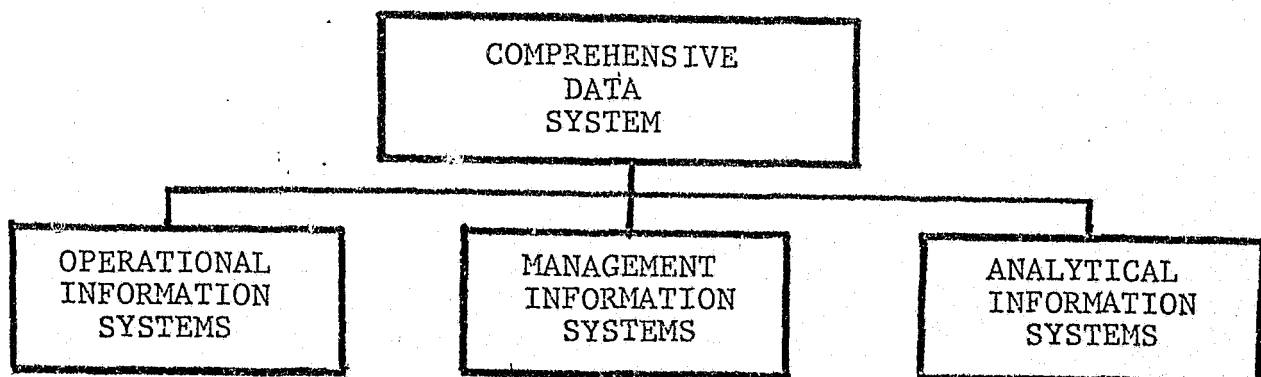 COMPREHENSIVE
DATA
SYSTEM
OPERATIONAL
INFORMATION
SYSTEMS
MANAGEMENT
INFORMATION
SYSTEMS
ANALYTICAL
INFORMATION
SYSTEMS